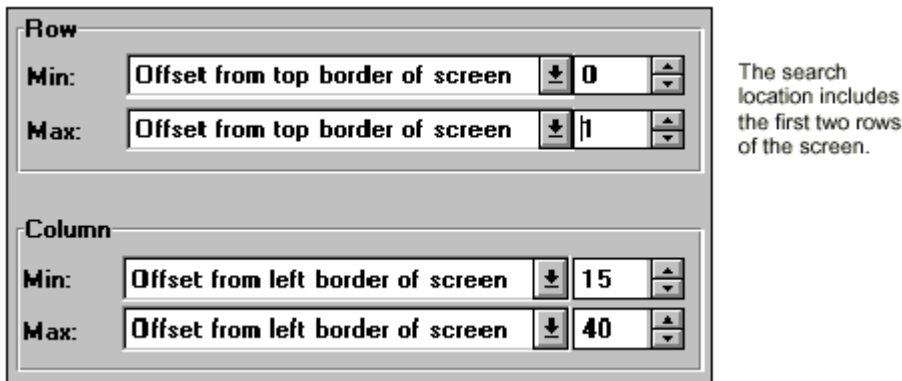 Row
Min: Offset from top border of screen 0
Max: Offset from top border of screen 1
The search
location includes
the first two rows
of the screen.
Column
Min: Offset from left border of screen 15
Max: Offset from left border of screen 40